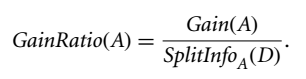 GainRatio(A) = Gain(A) / SplitInfo_A(D).